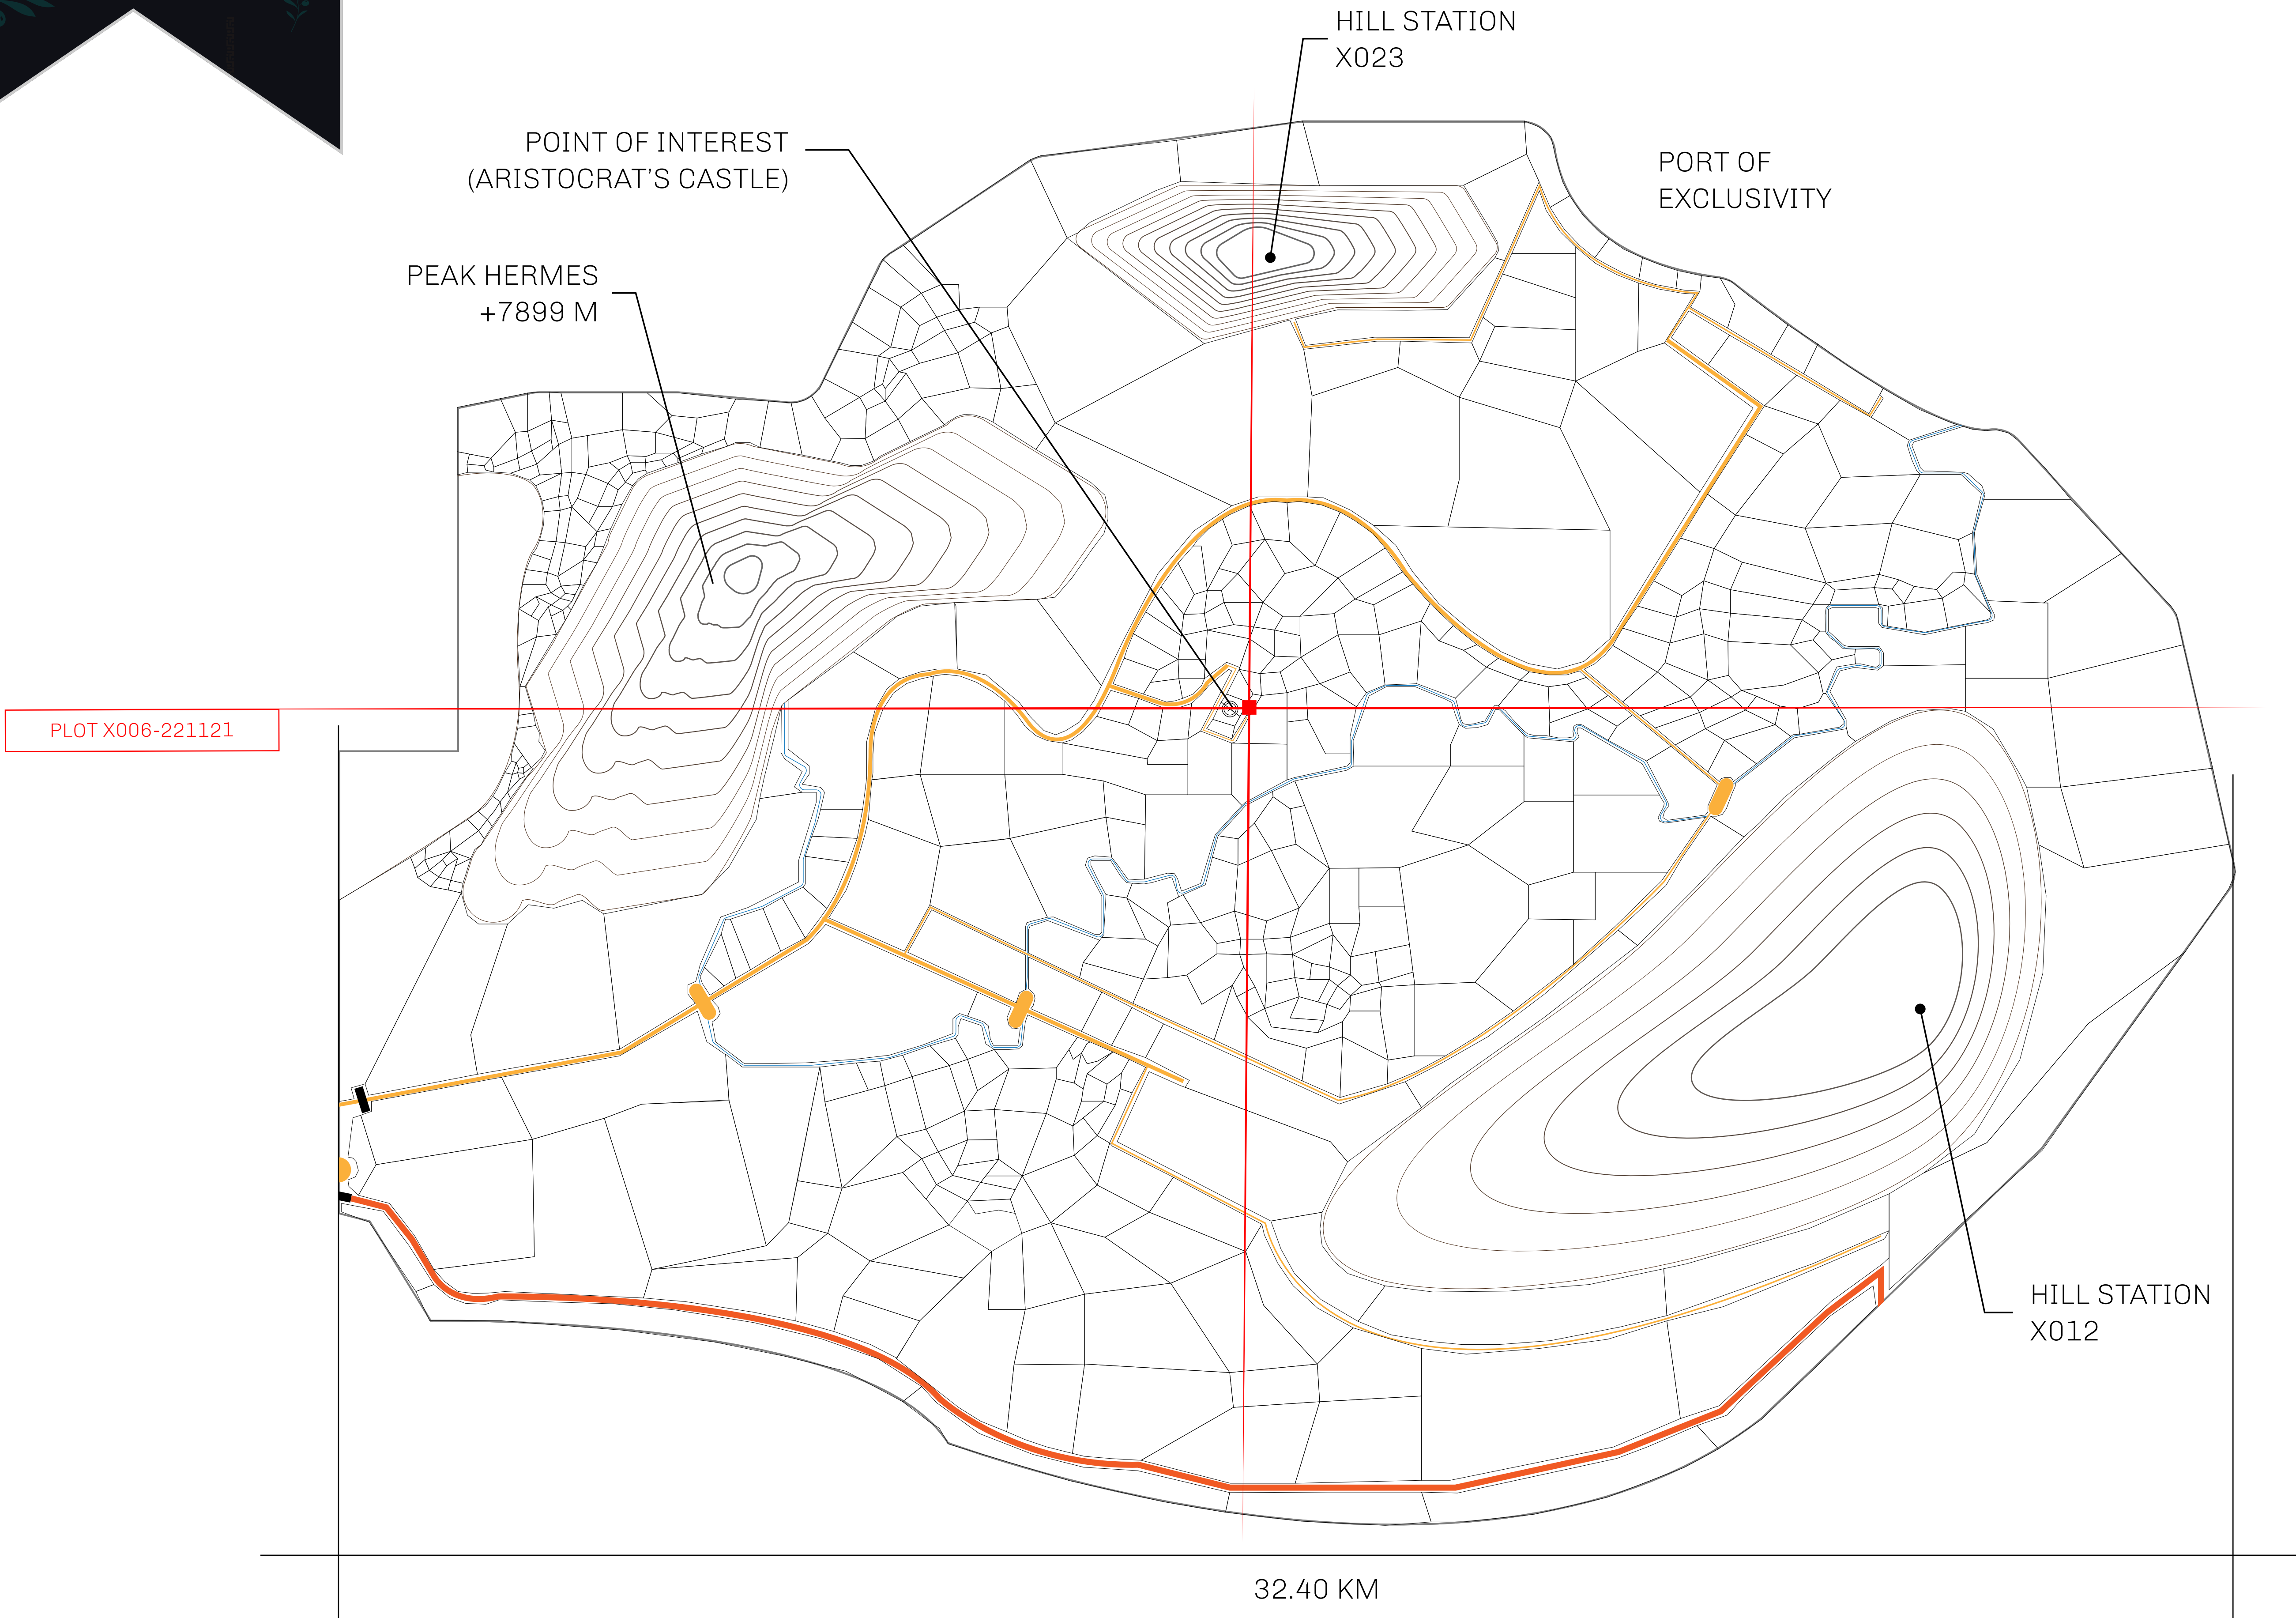 HILL STATION
X023
POINT OF INTEREST
(ARISTOCRAT'S CASTLE)
PORT OF
EXCLUSIVITY
PEAK HERMES
+7899 M
PLOT X006-221121
HILL STATION
X012
32.40 KM